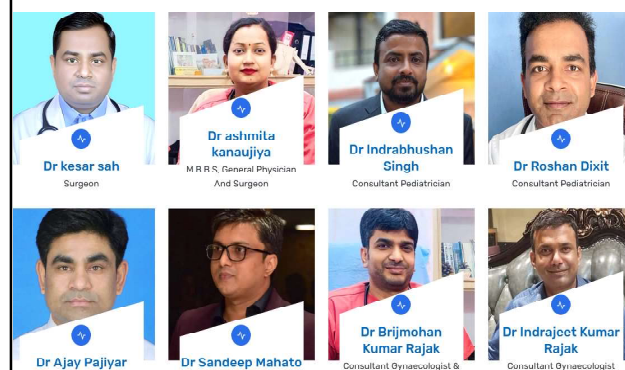 Dr kesar sah
Surgeon
Dr ashmita
kanaujiya
M.B.B.S, General Physician
And Surgeon
Dr Indrabhushan
Singh
Consultant Pediatrician
Dr Roshan Dixit
Consultant Pediatrician
Dr Ajay Pajiyar
Dr Sandeep Mahato
Dr Brijmohan
Kumar Rajak
Consultant Gynaecologist &
Dr Indrajeet Kumar
Rajak
Consultant Gynaecologist